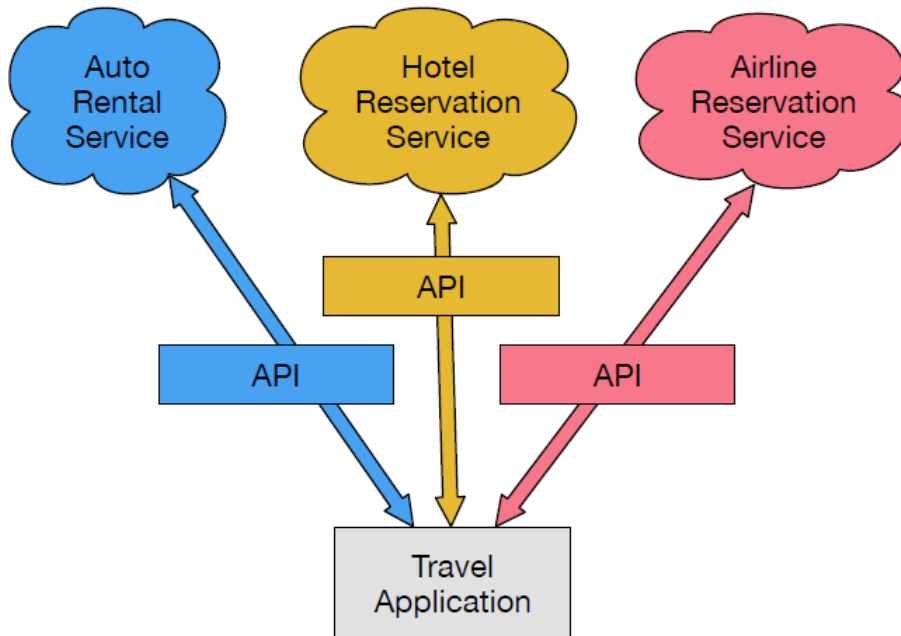 Auto
Rental
Service
Hotel
Reservation
Service
Airline
Reservation
Service
API
API
API
Travel
Application